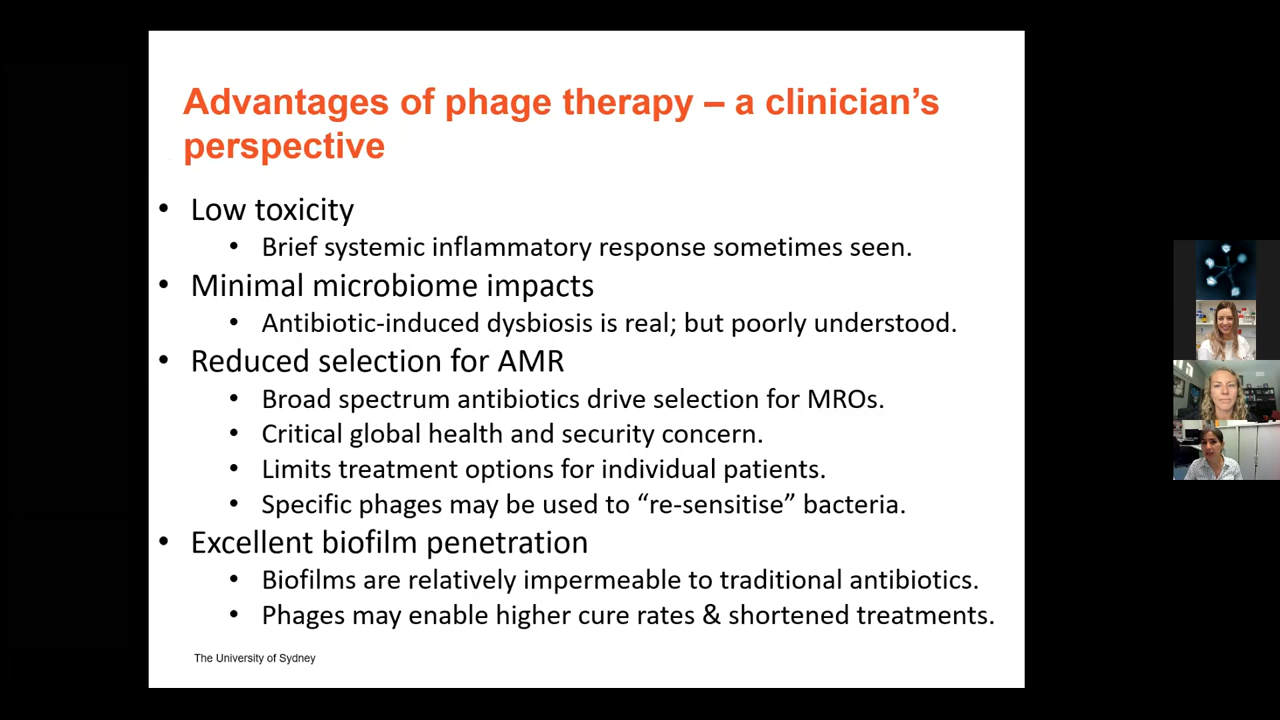 Advantages of phage therapy – a clinician’s
perspective
• Low toxicity
• Brief systemic inflammatory response sometimes seen.
• Minimal microbiome impacts
• Antibiotic-induced dysbiosis is real; but poorly understood.
• Reduced selection for AMR
• Broad spectrum antibiotics drive selection for MROs.
• Critical global health and security concern.
• Limits treatment options for individual patients.
• Specific phages may be used to “re-sensitise” bacteria.
• Excellent biofilm penetration
• Biofilms are relatively impermeable to traditional antibiotics.
• Phages may enable higher cure rates & shortened treatments.
The University of Sydney